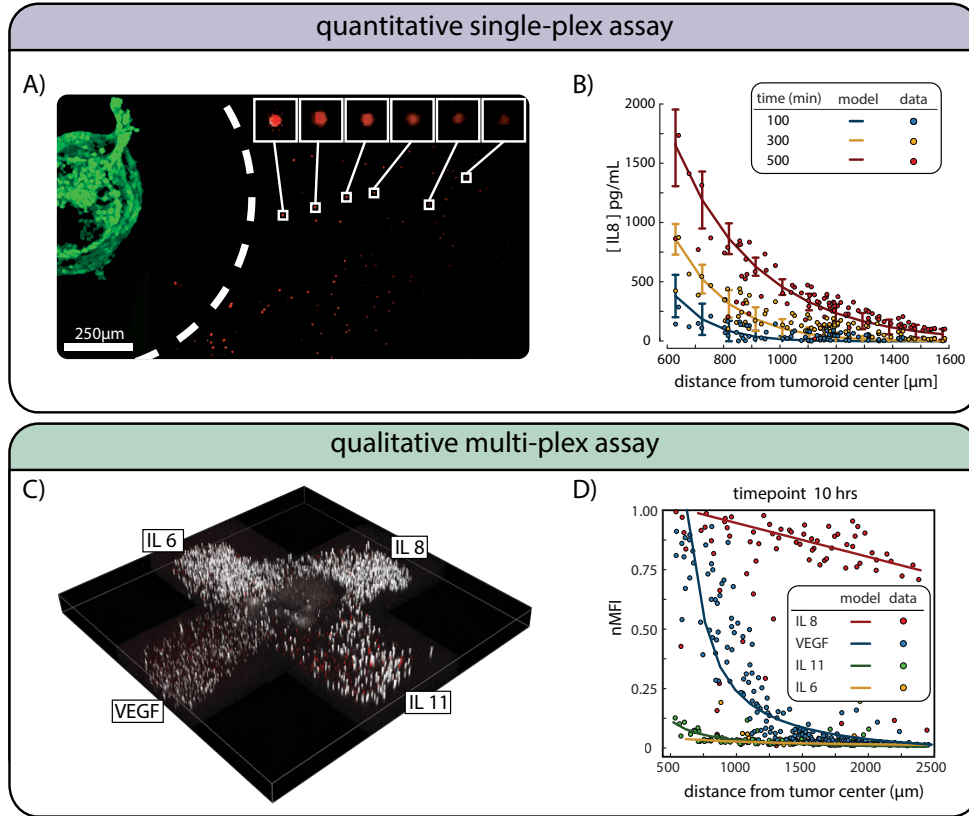 quantitative single-plex assay
A)
250μm
B)
[ IL8 ] pg/mL
2000
1500
1000
500
0
600 800 1000 1200 1400 1600
distance from tumoroid center [μm]
time (min) model data
100
300
500
qualitative multi-plex assay
C)
IL 6
IL 8
VEGF
IL 11
D)
timepoint 10 hrs
nMFI
1.00
0.75
0.50
0.25
0
500 1000 1500 2000 2500
distance from tumor center (μm)
model data
IL 8
VEGF
IL 11
IL 6